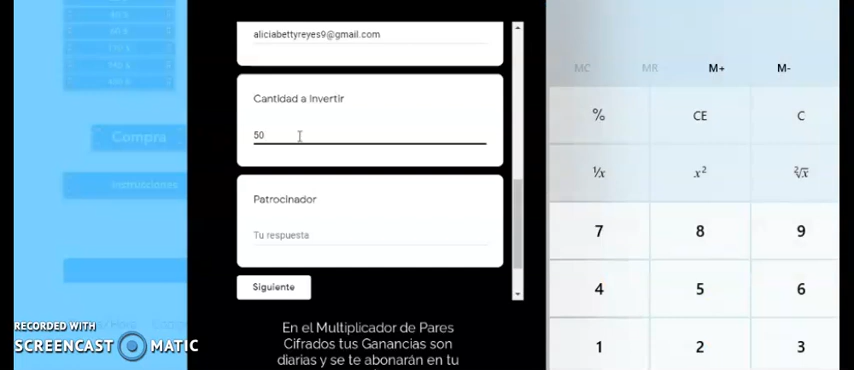 aliciabettyreyes9@gmail.com
MC MR M+ M-
Cantidad a Invertir
50
% CE C
Compra
¹/x x² ²√x
Instrucciones
Patrocinador
Tu respuesta
7 8 9
Siguiente
4 5 6
En el Multiplicador de Pares
Cifrados tus Ganancias son
diarias y se te abonarán en tu
1 2 3
RECORDED WITH
SCREENCAST MATIC